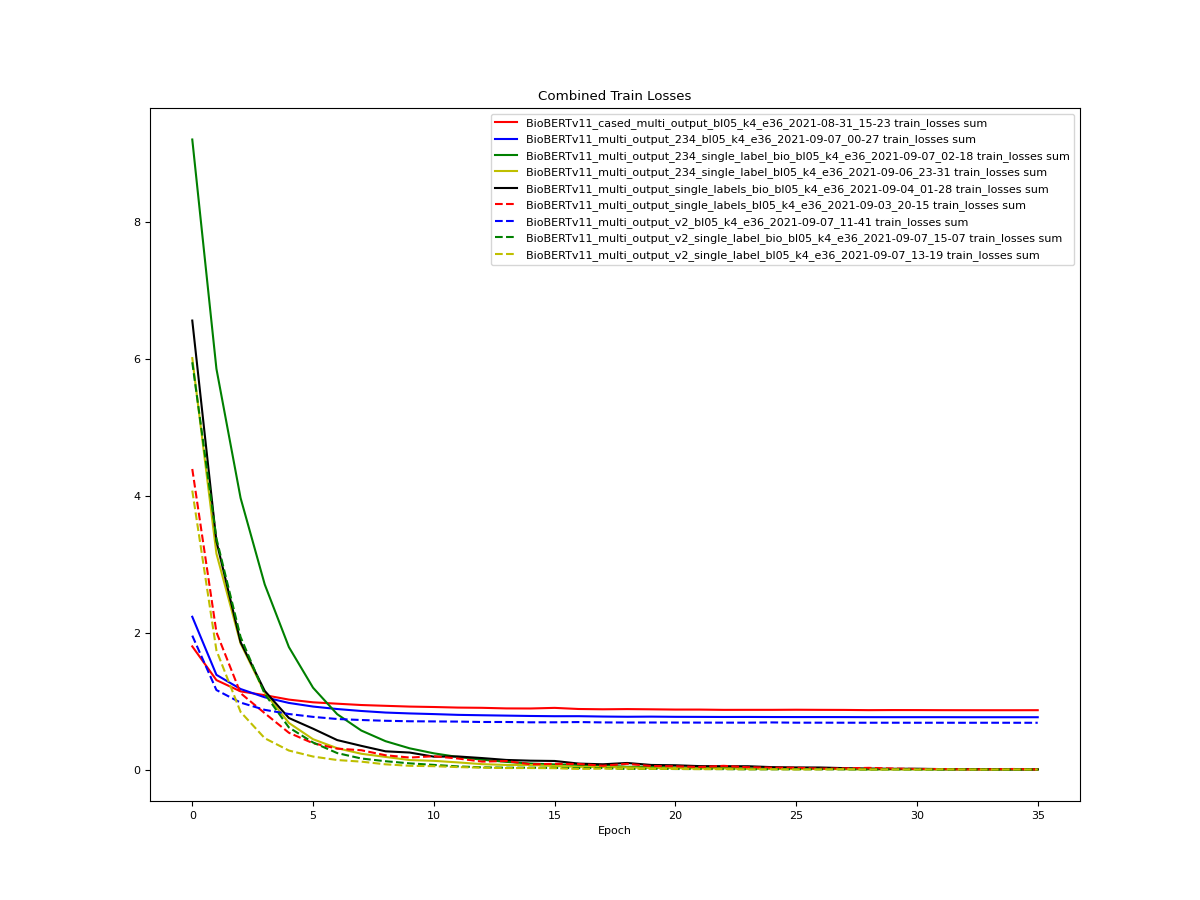 Combined Train Losses
BioBERTv11_cased_multi_output_bl05_k4_e36_2021-08-31_15-23 train_losses sum
BioBERTv11_multi_output_234_bl05_k4_e36_2021-09-07_00-27 train_losses sum
BioBERTv11_multi_output_234_single_label_bio_bl05_k4_e36_2021-09-07_02-18 train_losses sum
BioBERTv11_multi_output_234_single_label_bl05_k4_e36_2021-09-06_23-31 train_losses sum
BioBERTv11_multi_output_single_labels_bio_bl05_k4_e36_2021-09-04_01-28 train_losses sum
BioBERTv11_multi_output_single_labels_bl05_k4_e36_2021-09-03_20-15 train_losses sum
BioBERTv11_multi_output_v2_bl05_k4_e36_2021-09-07_11-41 train_losses sum
BioBERTv11_multi_output_v2_single_label_bio_bl05_k4_e36_2021-09-07_15-07 train_losses sum
BioBERTv11_multi_output_v2_single_label_bl05_k4_e36_2021-09-07_13-19 train_losses sum
8
6
4
2
0
0 5 10 15 20 25 30 35
Epoch